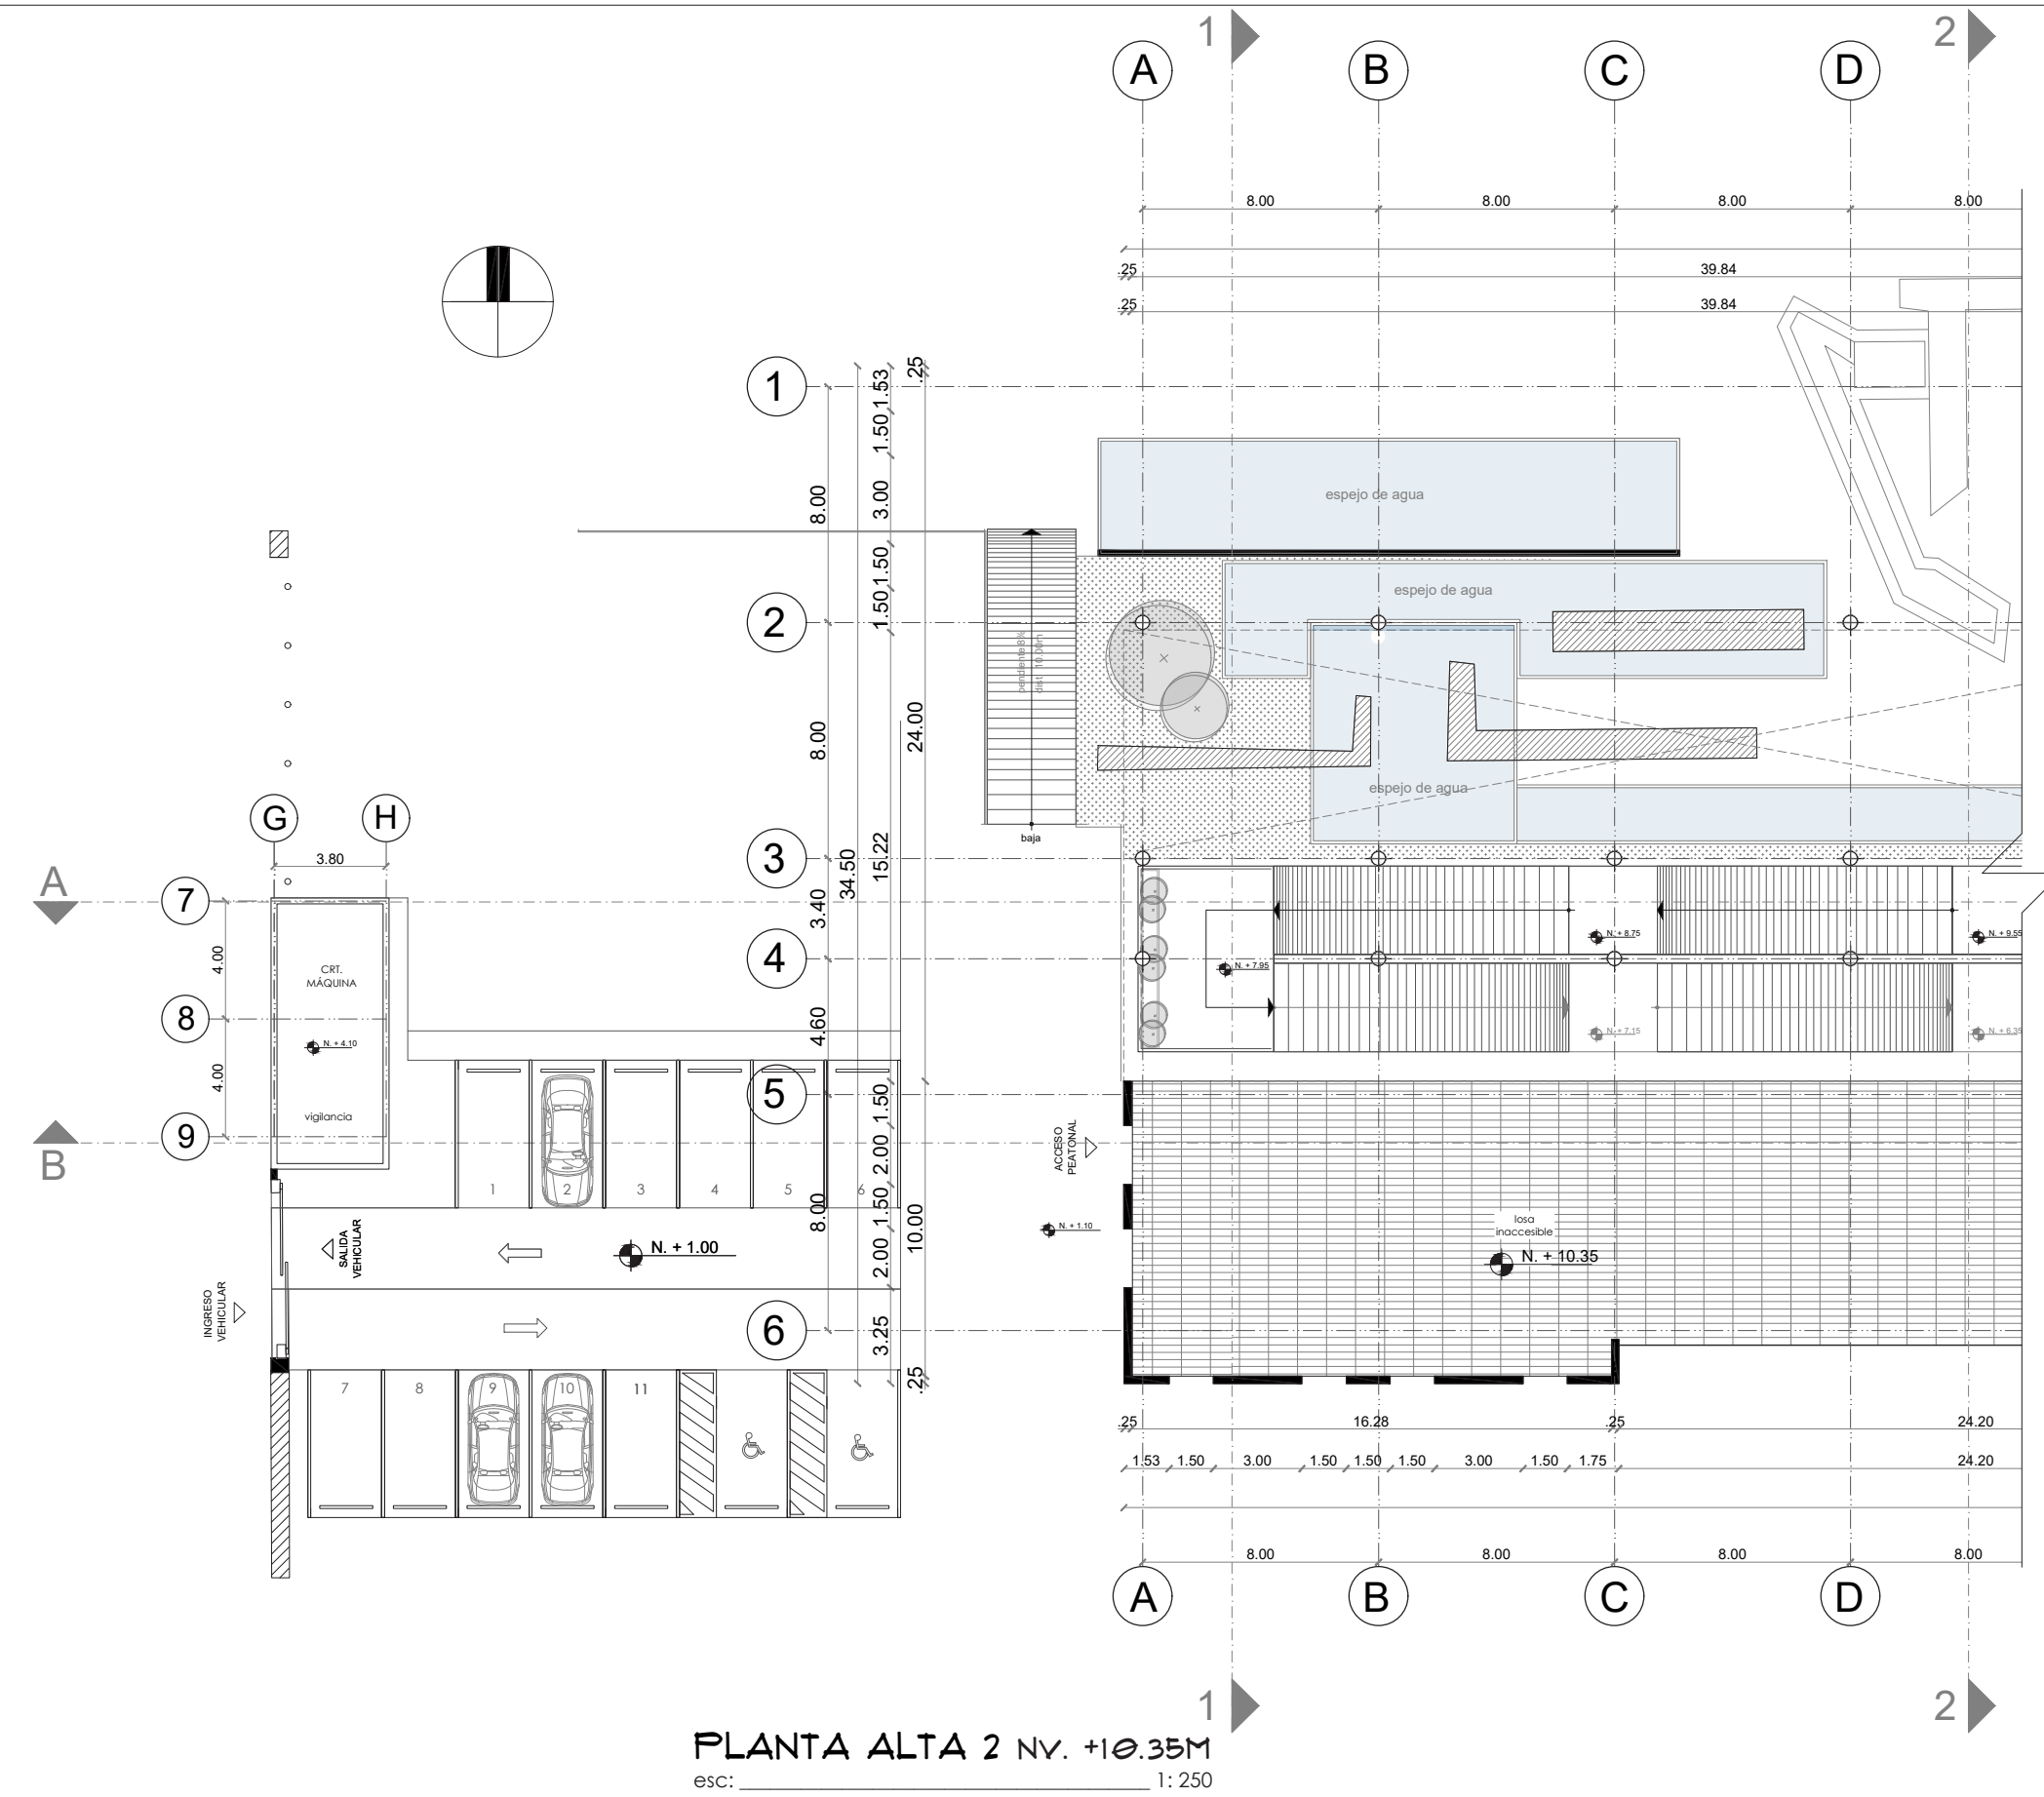 1
2
A
B
C
D
8.00
8.00
8.00
8.00
.25
39.84
.25
39.84
1
2
3
4
5
6
8.00
8.00
3.40
4.60
8.00
34.50
1.53
1.50
3.00
1.50
1.50
15.22
1.50
2.00
1.50
2.00
3.25
.25
24.00
10.00
.25
espejo de agua
espejo de agua
espejo de agua
pendiente 8%
dist. 10.00m
baja
G
H
3.80
A
B
7
8
9
4.00
4.00
CRT.
MÁQUINA
N. + 4.10
vigilancia
N. + 8.75
N. + 9.55
N. + 7.95
N. + 7.15
N. + 6.35
1
2
3
4
5
6
SALIDA
VEHICULAR
N. + 1.00
INGRESO
VEHICULAR
ACCESO
PEATONAL
N. + 1.10
losa
inaccesible
N. + 10.35
7
8
9
10
11
.25
16.28
.25
24.20
1.53
1.50
3.00
1.50
1.50
1.50
3.00
1.50
1.75
24.20
8.00
8.00
8.00
8.00
A
B
C
D
1
2
PLANTA ALTA 2 NV. +10.35M
esc: 1: 250